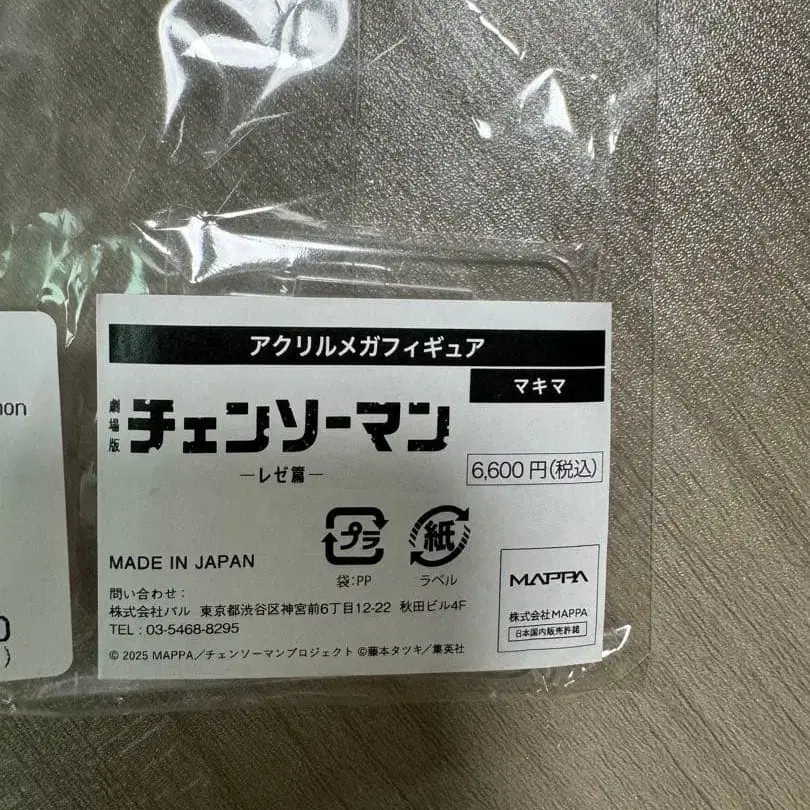 アクリルメガフィギュア
マキマ
劇場版 チェンソーマン
―レゼ篇―
6,600 円(税込)
プラ 紙
袋:PP ラベル
MADE IN JAPAN
問い合わせ:
株式会社バル 東京都渋谷区神宮前6丁目12-22 秋田ビル4F
TEL : 03-5468-8295
© 2025 MAPPA/チェンソーマンプロジェクト ©藤本タツキ/集英社
MAPPA
株式会社MAPPA
日本国内販売許諾
non
0
)